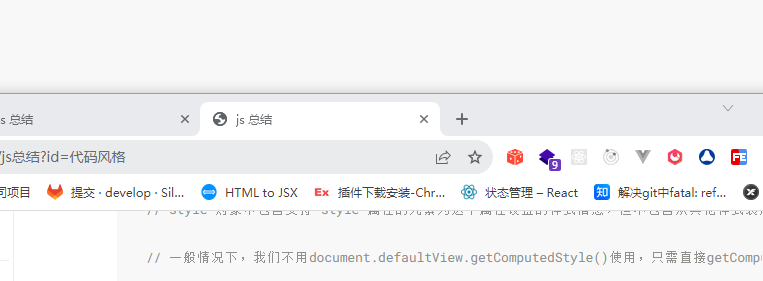 s 总结
js 总结
/js总结?id=代码风格
9
FE
司项目
提交 · develop · Sil...
HTML to JSX
Ex
插件下载安装-Chr...
状态管理 – React
知
解决git中fatal: ref...
// 一般情况下，我们不用document.defaultView.getComputedStyle()使用，只需直接getCompu